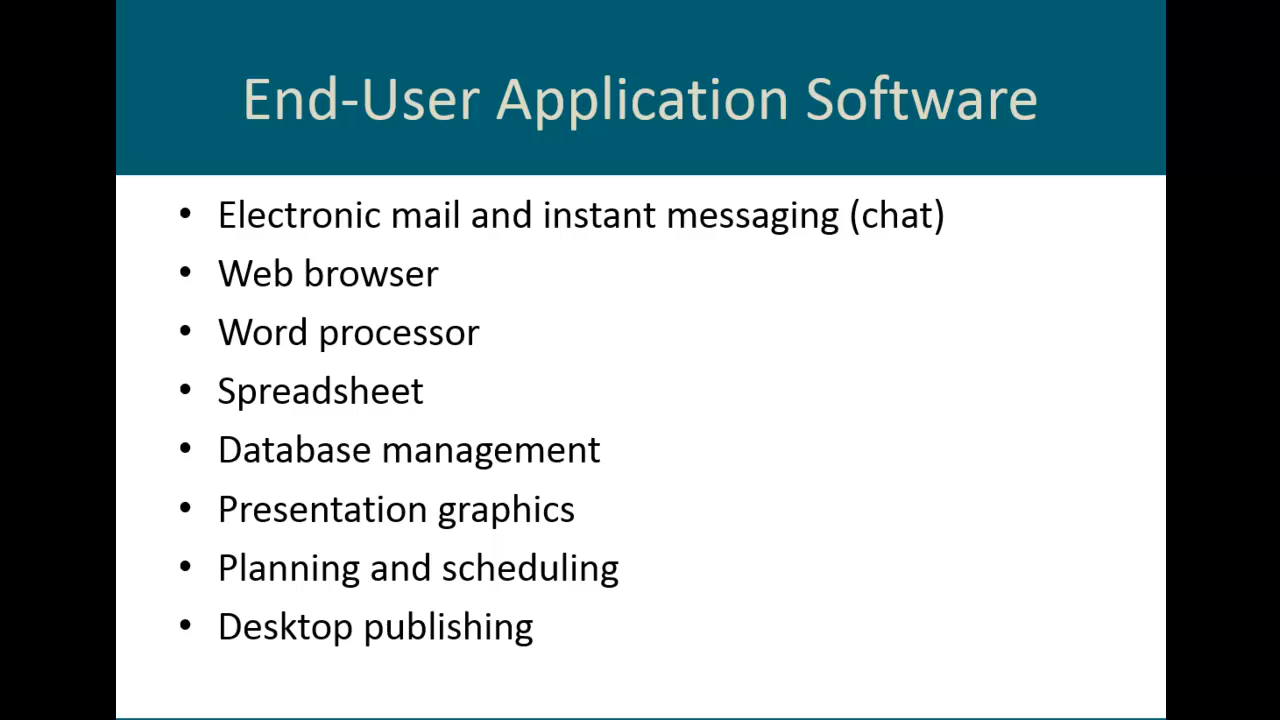 End-User Application Software
• Electronic mail and instant messaging (chat)
• Web browser
• Word processor
• Spreadsheet
• Database management
• Presentation graphics
• Planning and scheduling
• Desktop publishing